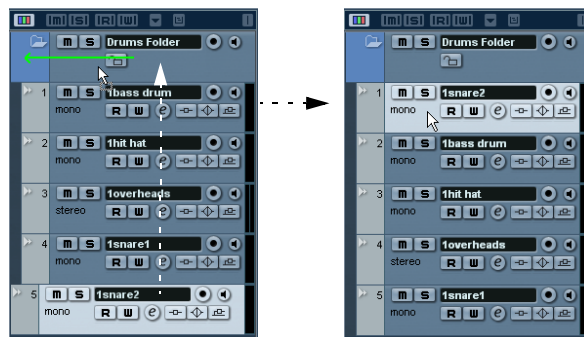 M S R W
m S Drums Folder
1 m S 1bass drum
mono R W e
2 m S 1hit hat
mono R W e
3 m S 1overheads
stereo R W e
4 m S 1snare1
mono R W e
5 m S 1snare2
mono R W e
M S R W
m S Drums Folder
1 m S 1snare2
mono R W e
2 m S 1bass drum
mono R W e
3 m S 1hit hat
mono R W e
4 m S 1overheads
stereo R W e
5 m S 1snare1
mono R W e